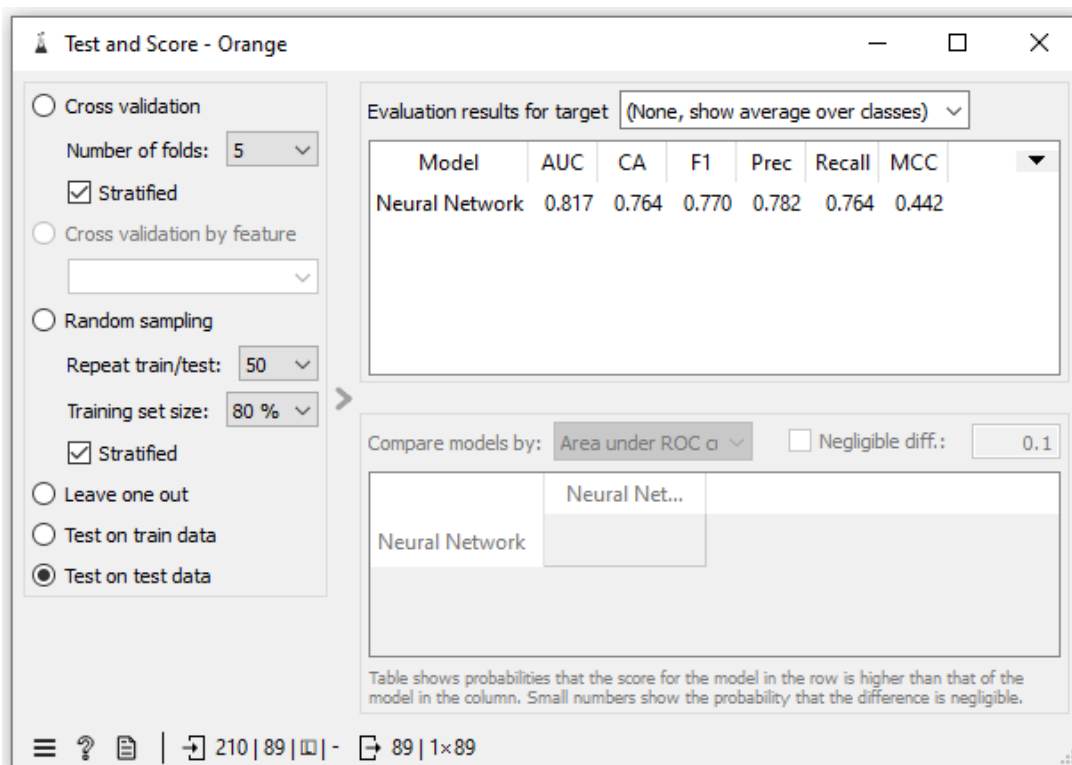 Test and Score - Orange
Cross validation
Number of folds: 5
Stratified
Cross validation by feature
Random sampling
Repeat train/test: 50
Training set size: 80 %
Stratified
Leave one out
Test on train data
Test on test data
Evaluation results for target (None, show average over classes)
Model AUC CA F1 Prec Recall MCC
Neural Network 0.817 0.764 0.770 0.782 0.764 0.442
Compare models by: Area under ROC cı Negligible diff.: 0.1
Neural Net...
Neural Network
Table shows probabilities that the score for the model in the row is higher than that of the
model in the column. Small numbers show the probability that the difference is negligible.
210 | 89 | | - 89 | 1×89